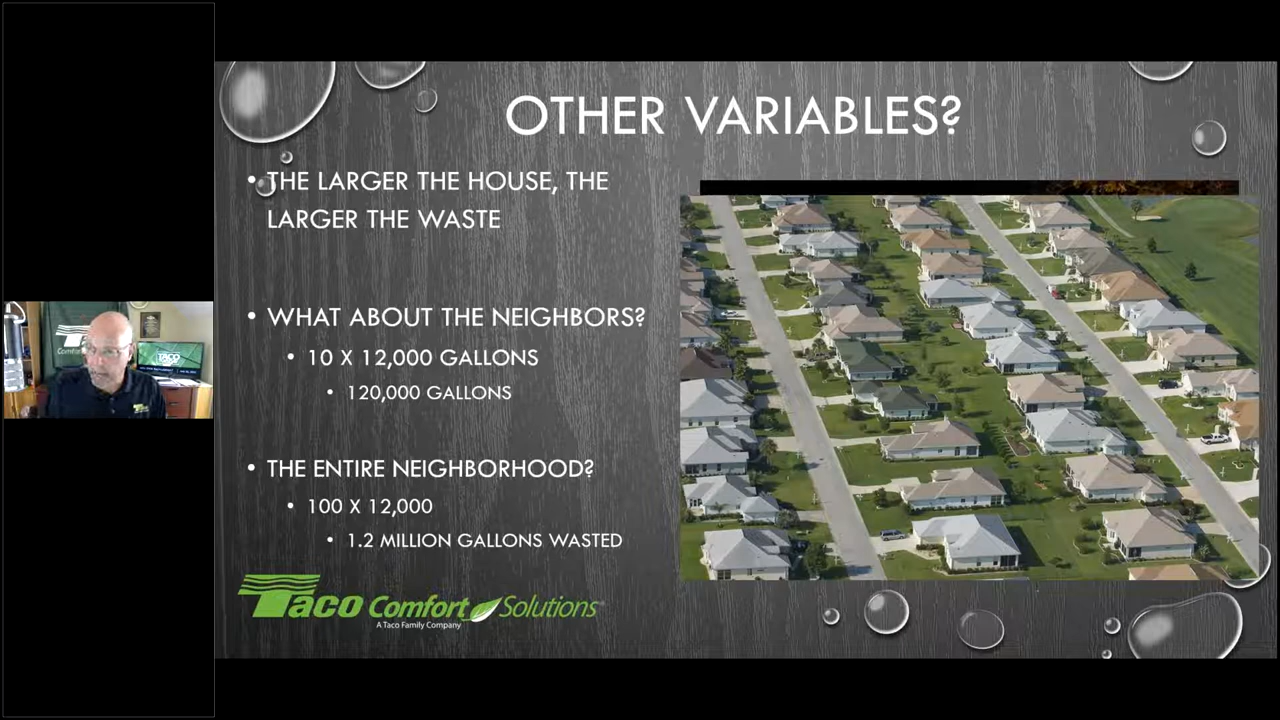 OTHER VARIABLES?
• THE LARGER THE HOUSE, THE
LARGER THE WASTE
• WHAT ABOUT THE NEIGHBORS?
• 10 X 12,000 GALLONS
• 120,000 GALLONS
• THE ENTIRE NEIGHBORHOOD?
• 100 X 12,000
• 1.2 MILLION GALLONS WASTED
Taco Comfort Solutions
A Taco Family Company